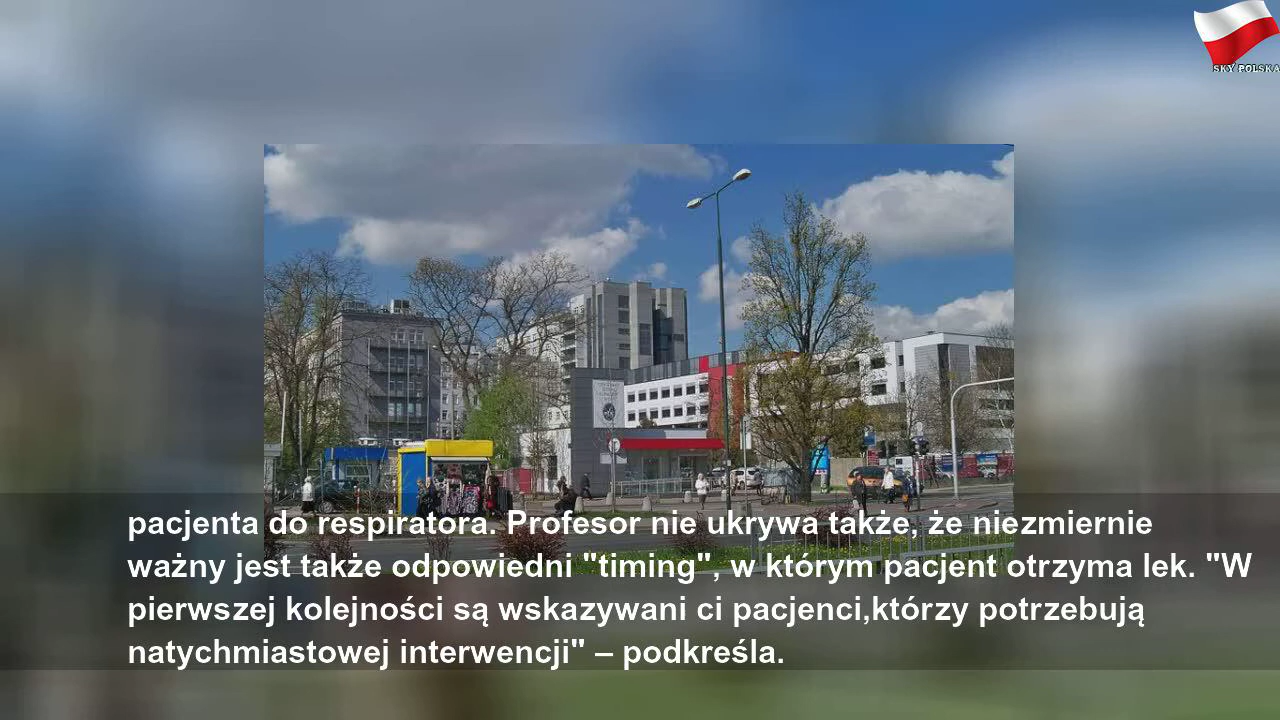 SKY POLSKA
pacjenta do respiratora. Profesor nie ukrywa także, że niezmiernie
ważny jest także odpowiedni "timing", w którym pacjent otrzyma lek. "W
pierwszej kolejności są wskazywani ci pacjenci,którzy potrzebują
natychmiastowej interwencji" – podkreśla.